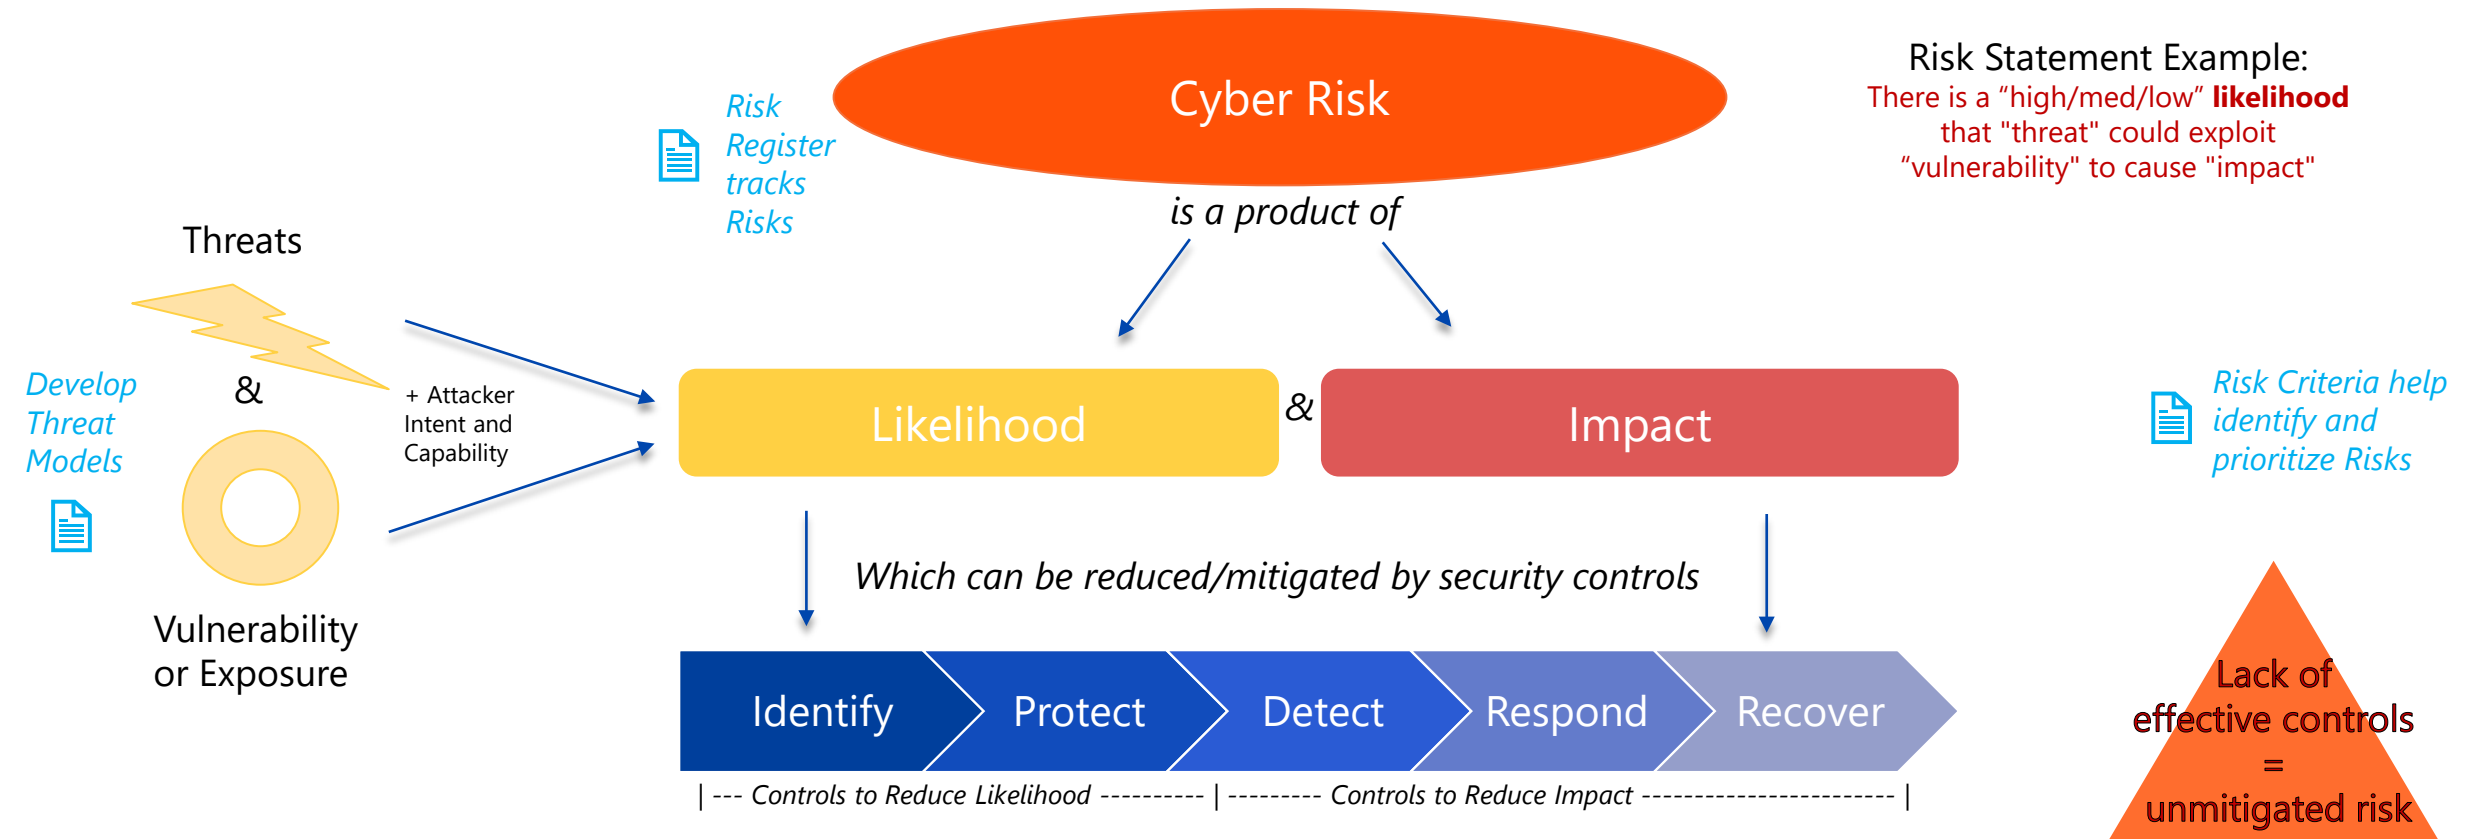 Cyber Risk
Risk Statement Example:
There is a “high/med/low” likelihood
that "threat" could exploit
“vulnerability" to cause "impact"
Risk
Register
tracks
Risks
is a product of
Threats
&
Develop
Threat
Models
+ Attacker
Intent and
Capability
Vulnerability
or Exposure
Likelihood
&
Impact
Risk Criteria help
identify and
prioritize Risks
Which can be reduced/mitigated by security controls
Identify
Protect
Detect
Respond
Recover
| --- Controls to Reduce Likelihood ---------- | --------- Controls to Reduce Impact ------------------------ |
Lack of
effective controls
=
unmitigated risk